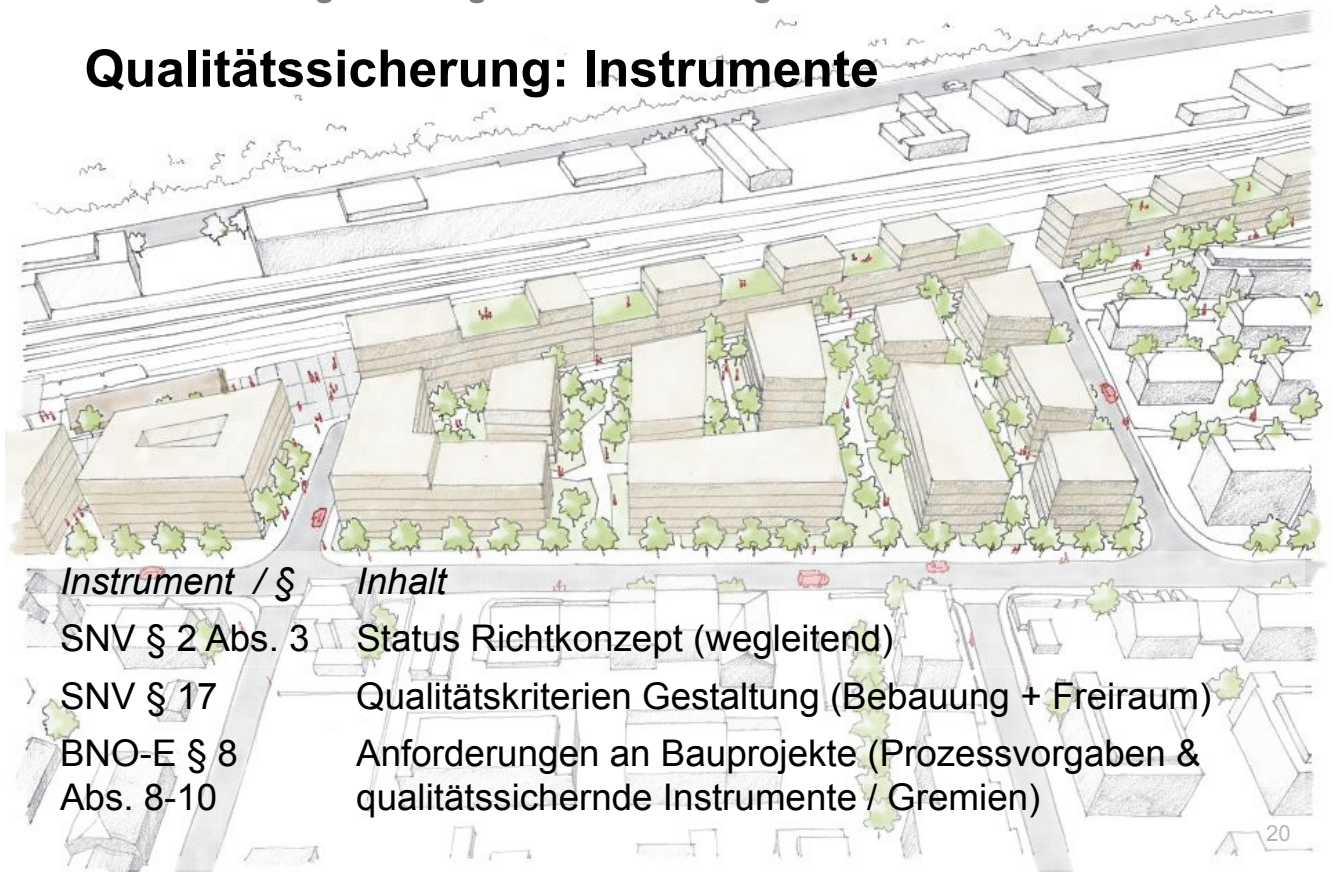 Qualitätssicherung: Instrumente
Instrument / § Inhalt
SNV § 2 Abs. 3 Status Richtkonzept (wegleitend)
SNV § 17 Qualitätskriterien Gestaltung (Bebauung + Freiraum)
BNO-E § 8 Anforderungen an Bauprojekte (Prozessvorgaben &
Abs. 8-10 qualitätssichernde Instrumente / Gremien)
20